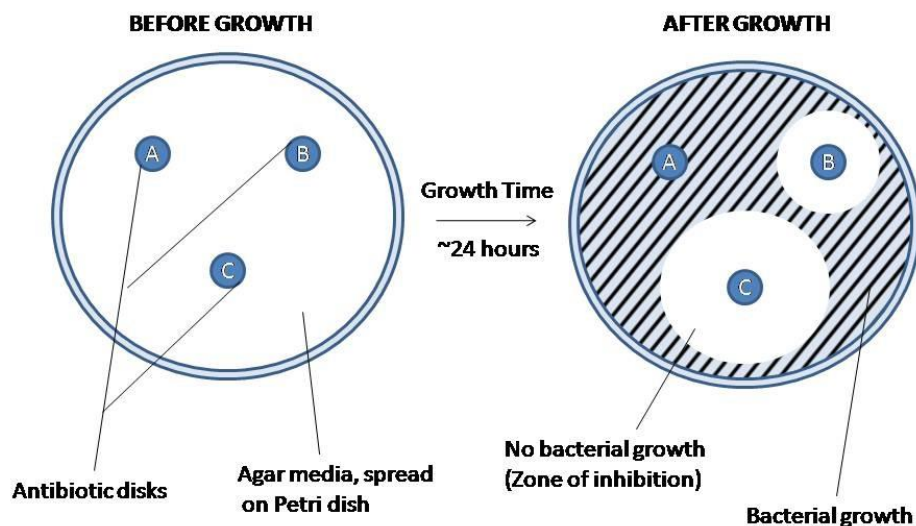 BEFORE GROWTH
A
B
C
Antibiotic disks
Agar media, spread
on Petri dish
Growth Time
~24 hours
AFTER GROWTH
A
B
C
No bacterial growth
(Zone of inhibition)
Bacterial growth